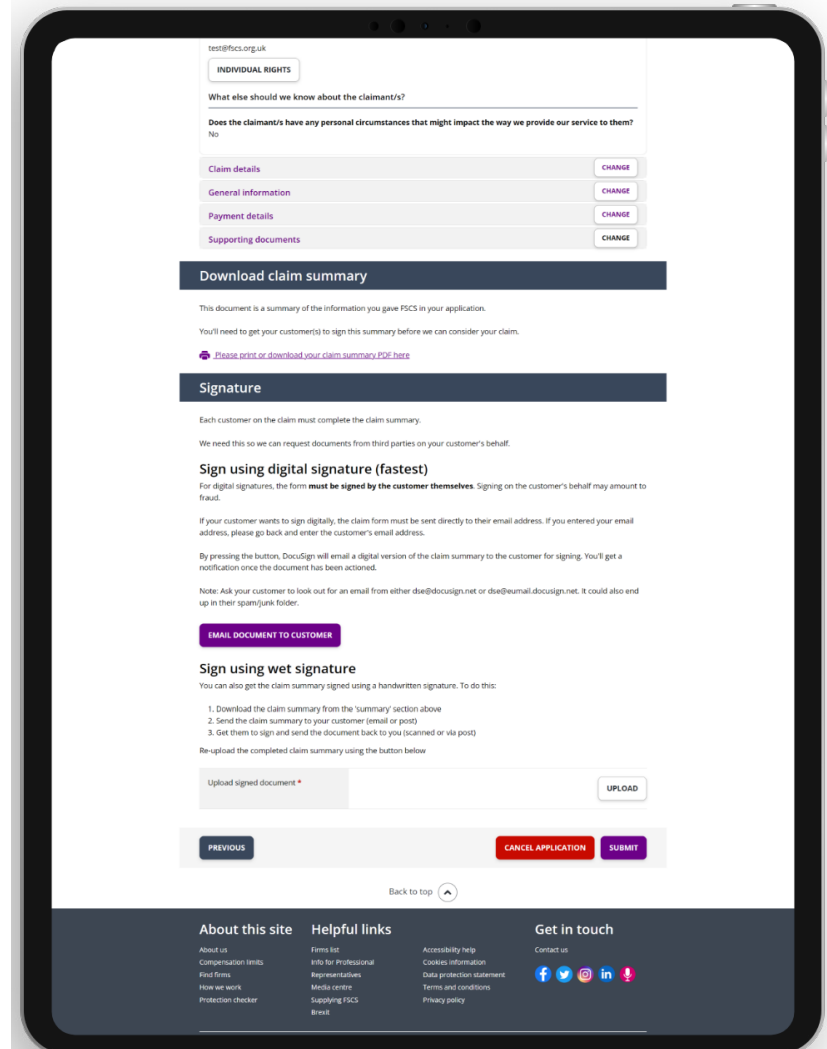 test@fscs.org.uk
INDIVIDUAL RIGHTS
What else should we know about the claimant/s?
Does the claimant/s have any personal circumstances that might impact the way we provide our service to them?
No
Claim details
CHANGE
General information
CHANGE
Payment details
CHANGE
Supporting documents
CHANGE
Download claim summary
This document is a summary of the information you gave FSCS in your application.
You'll need to get your customer(s) to sign this summary before we can consider your claim.
Please print or download your claim summary PDF here
Signature
Each customer on the claim must complete the claim summary.
We need this so we can request documents from third parties on your customer's behalf.
Sign using digital signature (fastest)
For digital signatures, the form must be signed by the customer themselves. Signing on the customer's behalf may amount to
fraud.
If your customer wants to sign digitally, the claim form must be sent directly to their email address. If you entered your email
address, please go back and enter the customer's email address.
By pressing the button, DocuSign will email a digital version of the claim summary to the customer for signing. You'll get a
notification once the document has been actioned.
Note: Ask your customer to look out for an email from either dse@docusign.net or dse@eumail.docusign.net. It could also end
up in their spam/junk folder.
EMAIL DOCUMENT TO CUSTOMER
Sign using wet signature
You can also get the claim summary signed using a handwritten signature. To do this:
1. Download the claim summary from the 'summary' section above
2. Send the claim summary to your customer (email or post)
3. Get them to sign and send the document back to you (scanned or via post)
Re-upload the completed claim summary using the button below
Upload signed document *
UPLOAD
PREVIOUS
CANCEL APPLICATION
SUBMIT
Back to top
About this site
About us
Compensation limits
Find firms
How we work
Protection checker
Helpful links
Firms list
Info for Professional
Representatives
Media centre
Supplying FSCS
Brexit
Accessibility help
Cookies information
Data protection statement
Terms and conditions
Privacy policy
Get in touch
Contact us